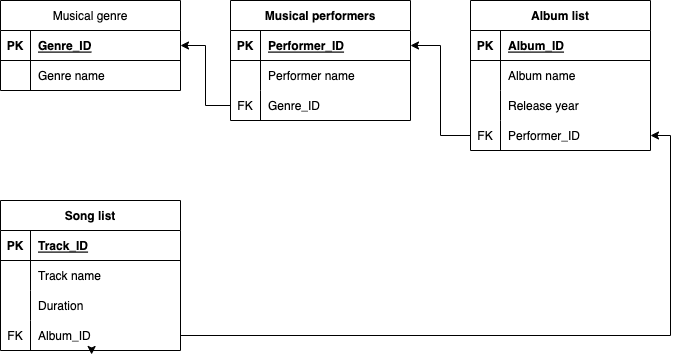 Musical genre
PK Genre_ID
Genre name
Musical performers
PK Performer_ID
Performer name
FK Genre_ID
Album list
PK Album_ID
Album name
Release year
FK Performer_ID
Song list
PK Track_ID
Track name
Duration
FK Album_ID